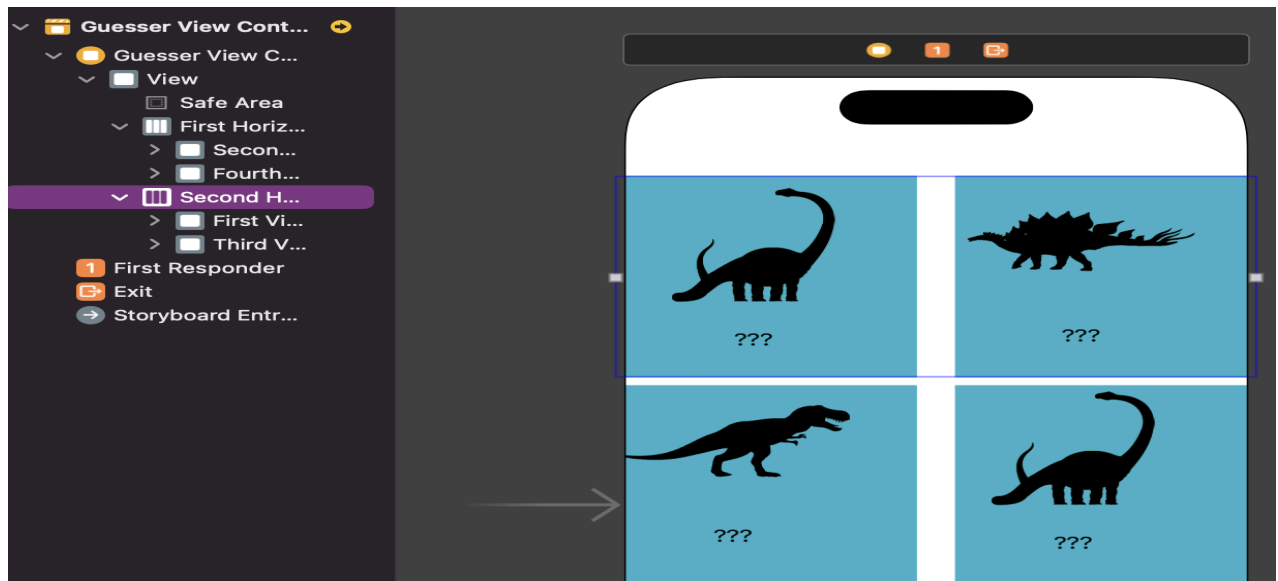 Guesser View Cont...
Guesser View C...
View
Safe Area
First Horiz...
Secon...
Fourth...
Second H...
First Vi...
Third V...
1 First Responder
Exit
Storyboard Entr...
1
??? ???
??? ???